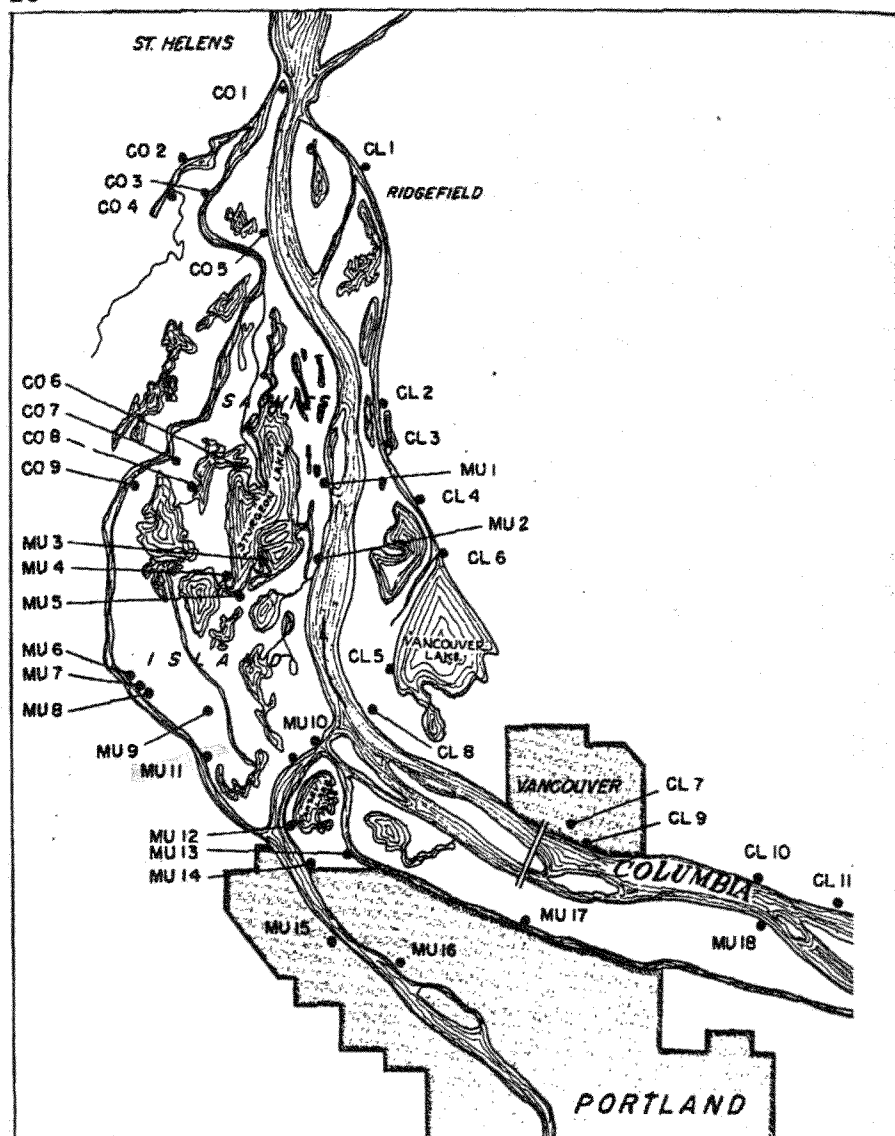 ST. HELENS
CO 1
CO 2
CL 1
CO 3
RIDGEFIELD
CO 4
CO 5
CO 6
CL 2
SAUVIE
CO 7
CO 8
CL 3
CO 9
MU 1
STURGEON LAKE
CL 4
MU 2
MU 3
CL 6
MU 4
MU 5
VANCOUVER
LAKE
MU 6
ISLAND
CL 5
MU 7
MU 8
MU 10
CL 8
MU 9
MU 11
VANCOUVER
CL 7
CL 9
MU 12
MU 13
COLUMBIA
CL 10
MU 14
CL 11
MU 17
MU 15
MU 18
MU 16
PORTLAND